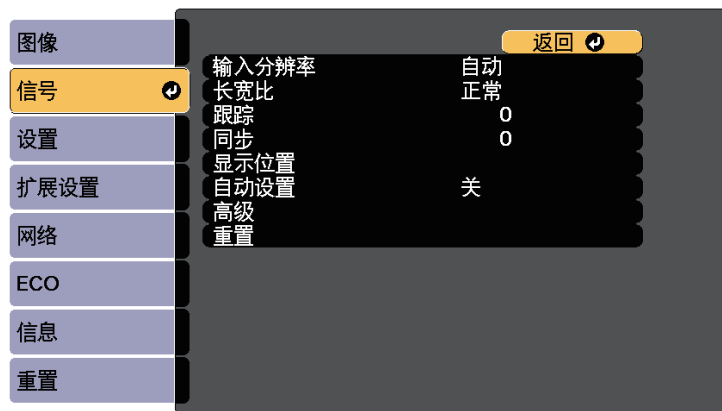 图像
信号
设置
扩展设置
网络
ECO
信息
重置
返回
输入分辨率 自动
长宽比 正常
跟踪 0
同步 0
显示位置
自动设置 关
高级
重置